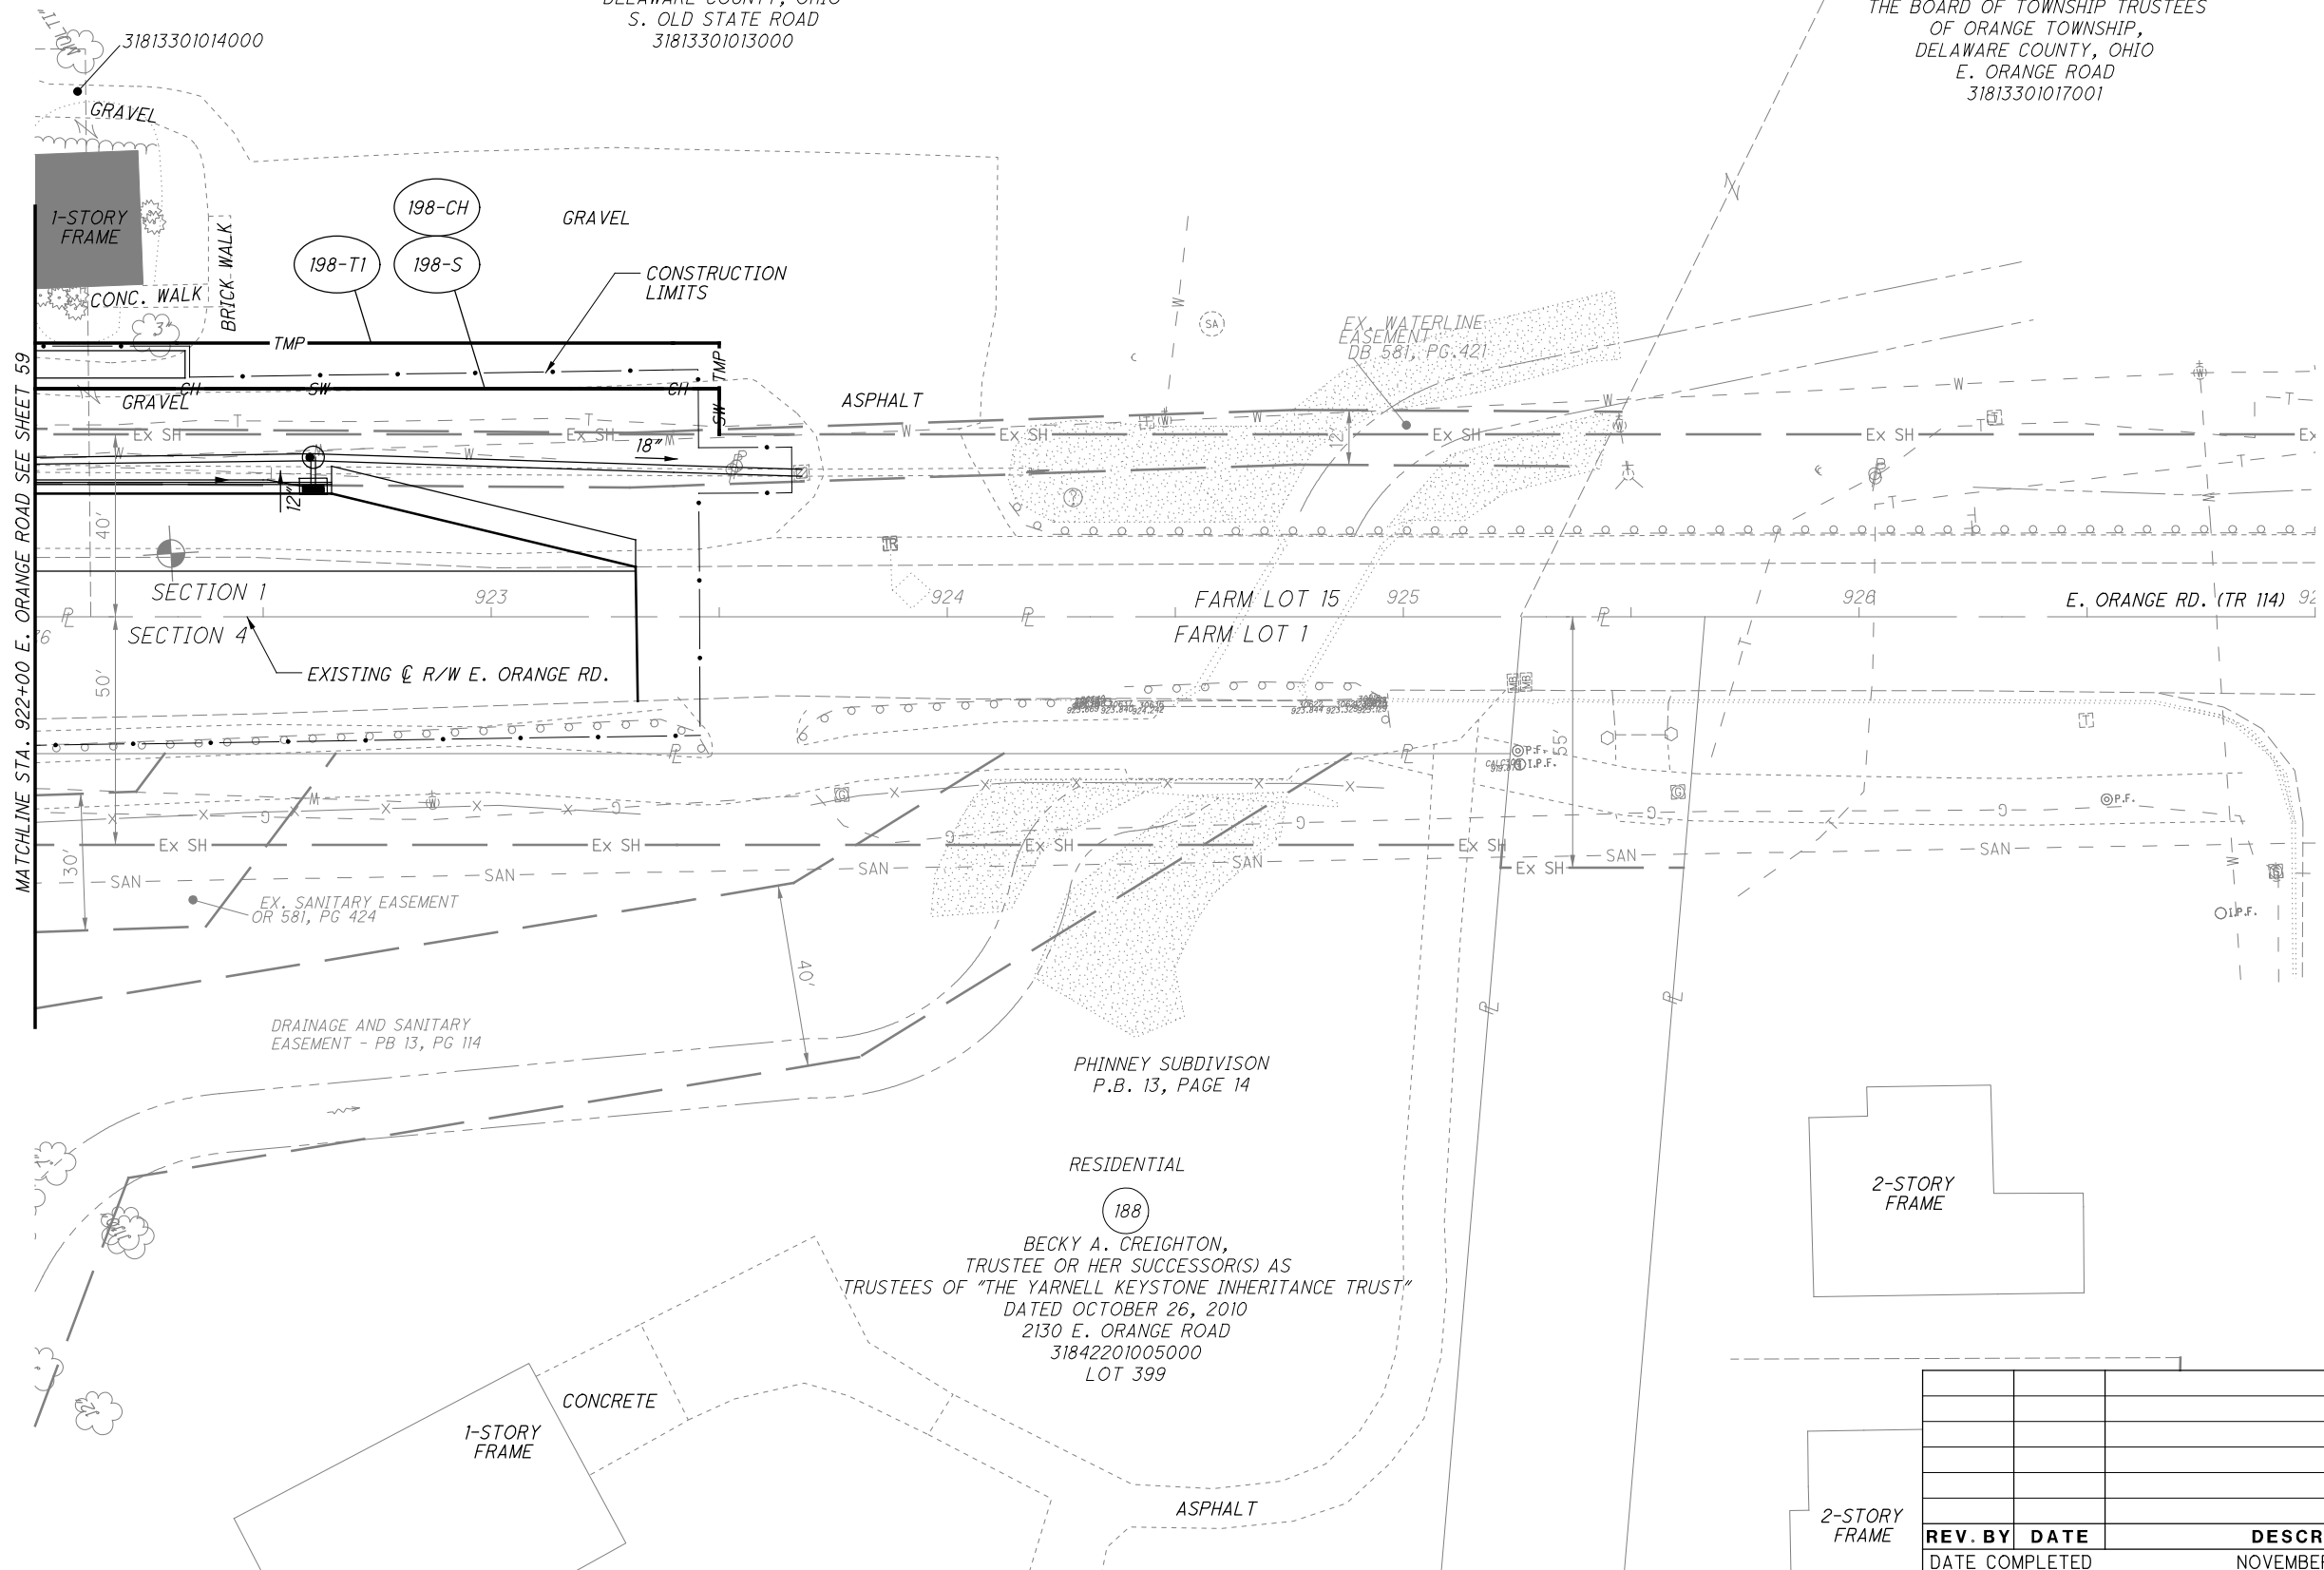 DELAWARE COUNTY, OHIO
S. OLD STATE ROAD
31813301013000
THE BOARD OF TOWNSHIP TRUSTEES
OF ORANGE TOWNSHIP,
DELAWARE COUNTY, OHIO
E. ORANGE ROAD
31813301017001
31813301014000
GRAVEL
1-STORY
FRAME
BRICK WALK
CONC. WALK
3"
198-CH
198-T1
198-S
GRAVEL
CONSTRUCTION
LIMITS
TMP
TMP
CH
SW
CH
SW
GRAVEL
ASPHALT
SA
EX. WATERLINE
EASEMENT
DB 581, PG.421
12'
Ex SH
Ex SH
Ex SH
Ex SH
Ex SH
Ex
18"
12"
40'
MATCHLINE STA. 922+00 E. ORANGE ROAD SEE SHEET 59
SECTION 1
923
924
FARM LOT 15
925
926
E. ORANGE RD. (TR 114)
SECTION 4
FARM LOT 1
EXISTING ℄ R/W E. ORANGE RD.
50'
55'
P.F.
I.P.F.
P.F.
30'
Ex SH
Ex SH
Ex SH
Ex SH
Ex SH
SAN
SAN
SAN
SAN
SAN
SAN
I.P.F.
EX. SANITARY EASEMENT
OR 581, PG 424
40'
DRAINAGE AND SANITARY
EASEMENT - PB 13, PG 114
PHINNEY SUBDIVISON
P.B. 13, PAGE 14
RESIDENTIAL
188
BECKY A. CREIGHTON,
TRUSTEE OR HER SUCCESSOR(S) AS
TRUSTEES OF "THE YARNELL KEYSTONE INHERITANCE TRUST"
DATED OCTOBER 26, 2010
2130 E. ORANGE ROAD
31842201005000
LOT 399
2-STORY
FRAME
CONCRETE
1-STORY
FRAME
ASPHALT
2-STORY
FRAME
REV. BY DATE DESCR
DATE COMPLETED NOVEMBER